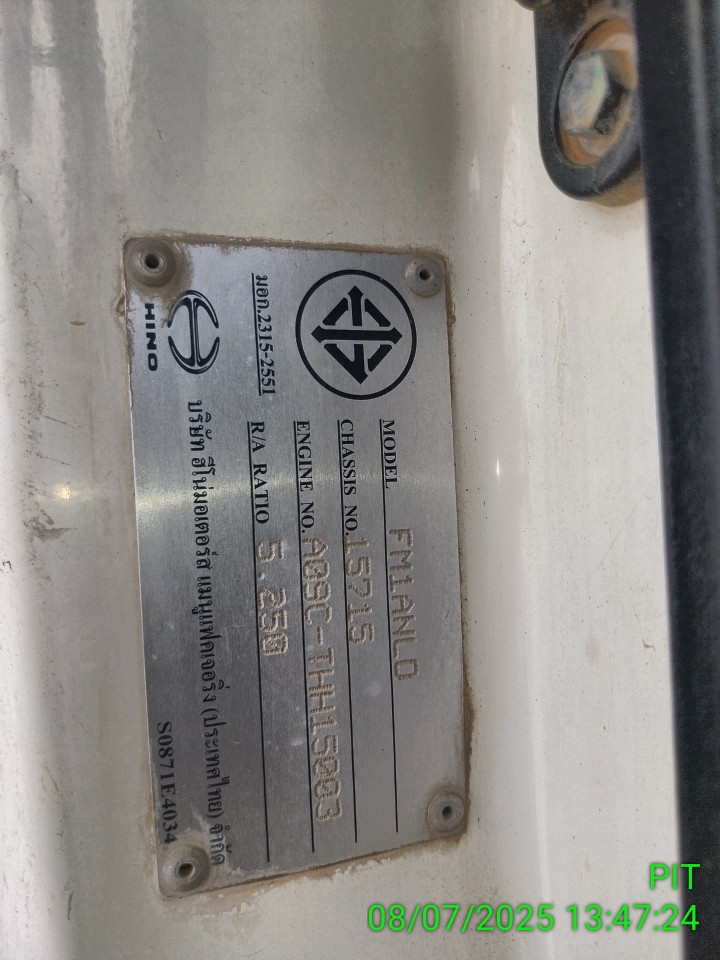 มอก.2315-2551
MODEL FM1ANLD
CHASSIS NO. 15715
ENGINE NO. A09C-THH15003
R/A RATIO 5.250
HINO
บริษัท ฮีโน่มอเตอร์ส แมนูแฟคเจอริ่ง (ประเทศไทย) จำกัด
S0871E4034
PIT
08/07/2025 13:47:24